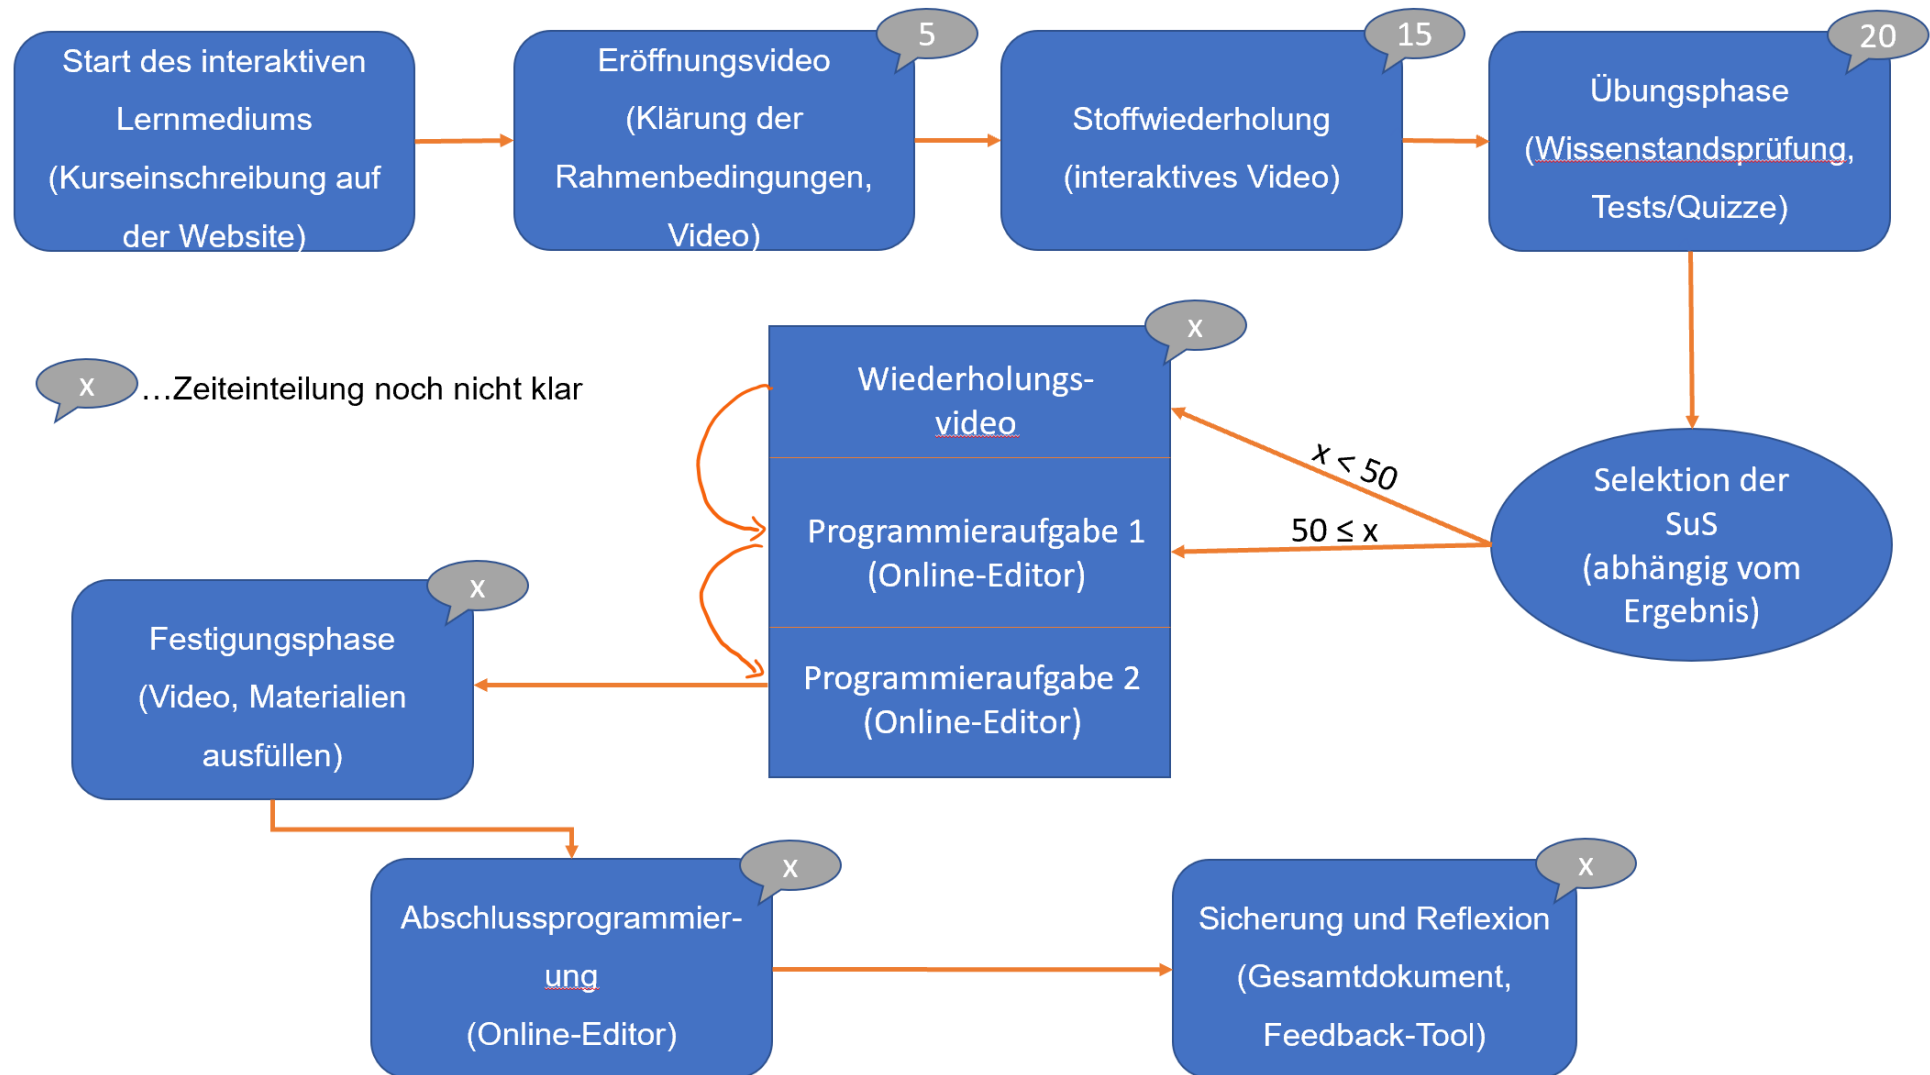 Start des interaktiven
Lernmediums
(Kurseinschreibung auf
der Website)
5
Eröffnungsvideo
(Klärung der
Rahmenbedingungen,
Video)
15
Stoffwiederholung
(interaktives Video)
20
Übungsphase
(Wissenstandsprüfung,
Tests/Quizze)
x
...Zeiteinteilung noch nicht klar
x
Wiederholungs-
video
Programmieraufgabe 1
(Online-Editor)
Programmieraufgabe 2
(Online-Editor)
x < 50
50 ≤ x
Selektion der
SuS
(abhängig vom
Ergebnis)
x
Festigungsphase
(Video, Materialien
ausfüllen)
x
Abschlussprogrammier-
ung
(Online-Editor)
x
Sicherung und Reflexion
(Gesamtdokument,
Feedback-Tool)